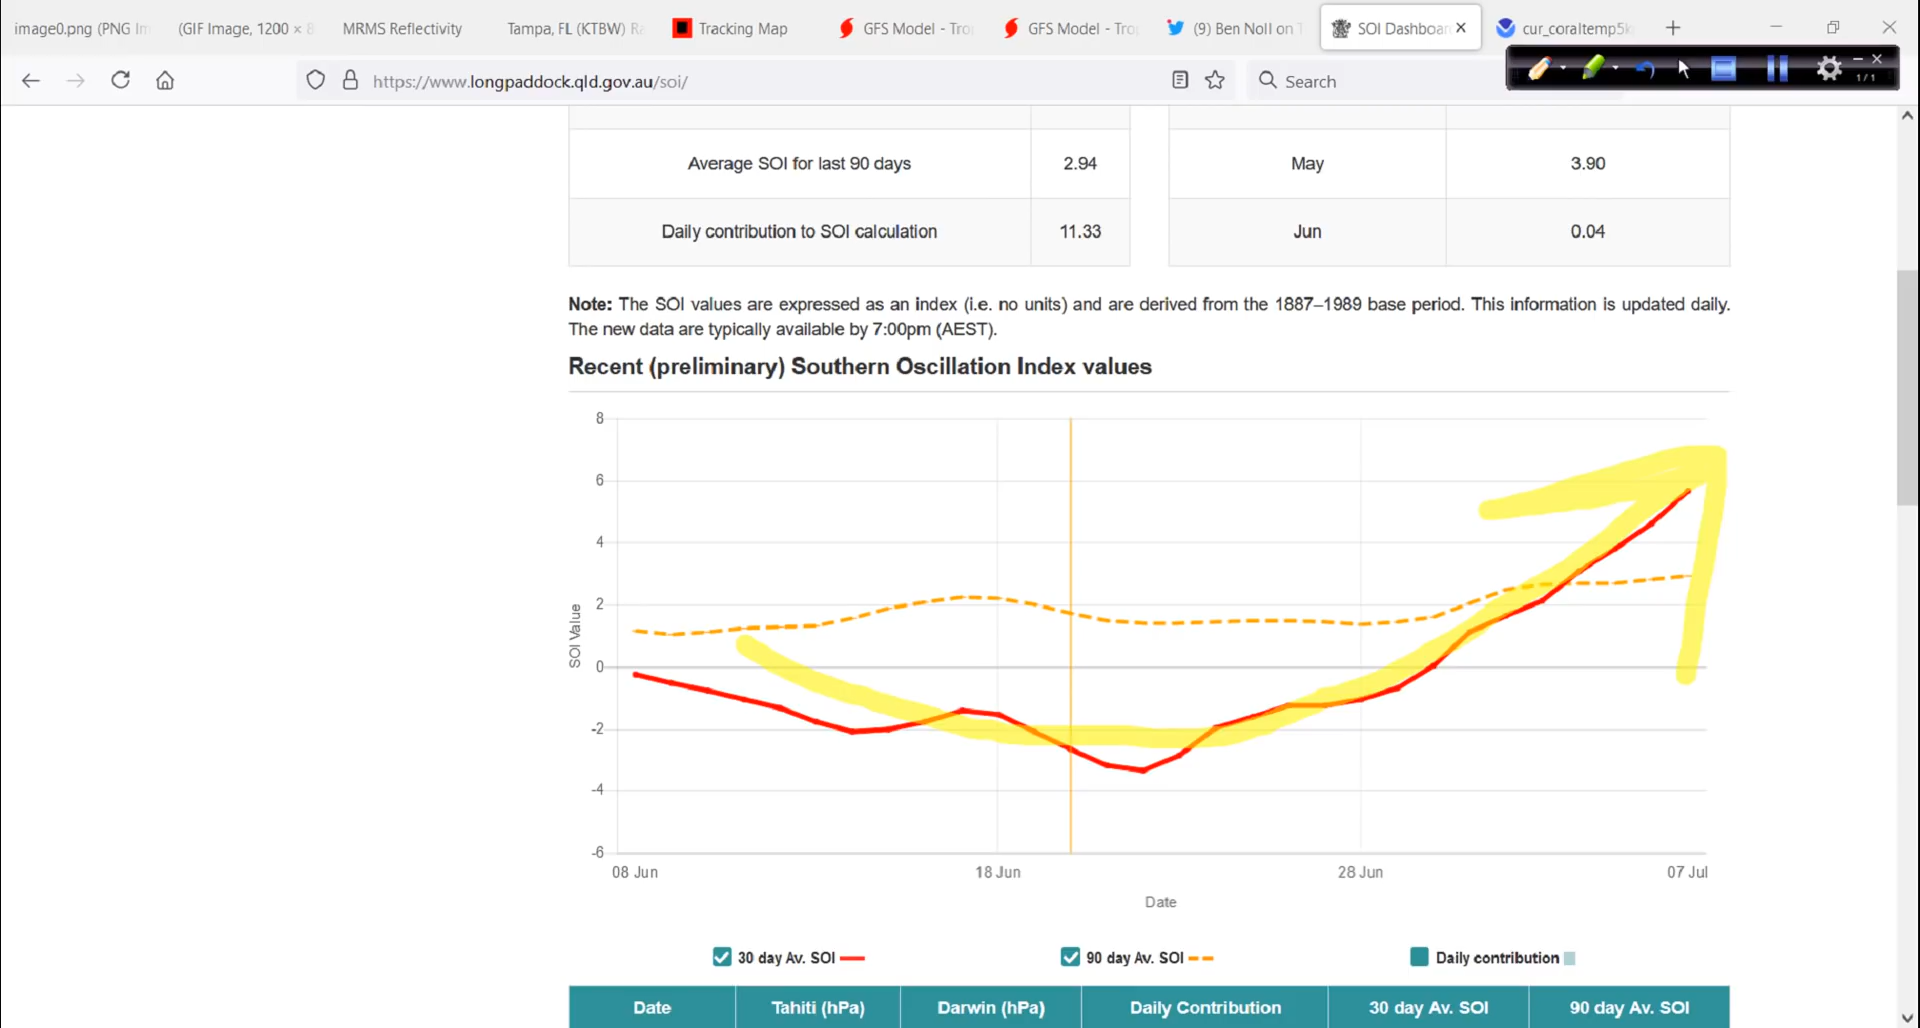 image0.png (PNG Im
(GIF Image, 1200 × 8
MRMS Reflectivity
Tampa, FL (KTBW) Ra
Tracking Map
GFS Model - Tro
GFS Model - Tro
(9) Ben Noll on T
SOI Dashboar
cur_coraltemp5k
https://www.longpaddock.qld.gov.au/soi/
Search
1/1
Average SOI for last 90 days 2.94
May 3.90
Daily contribution to SOI calculation 11.33
Jun 0.04
Note: The SOI values are expressed as an index (i.e. no units) and are derived from the 1887–1989 base period. This information is updated daily.
The new data are typically available by 7:00pm (AEST).
Recent (preliminary) Southern Oscillation Index values
8
6
4
2
0
-2
-4
-6
SOI Value
08 Jun 18 Jun 28 Jun 07 Jul
Date
30 day Av. SOI
90 day Av. SOI
Daily contribution
Date Tahiti (hPa) Darwin (hPa) Daily Contribution 30 day Av. SOI 90 day Av. SOI